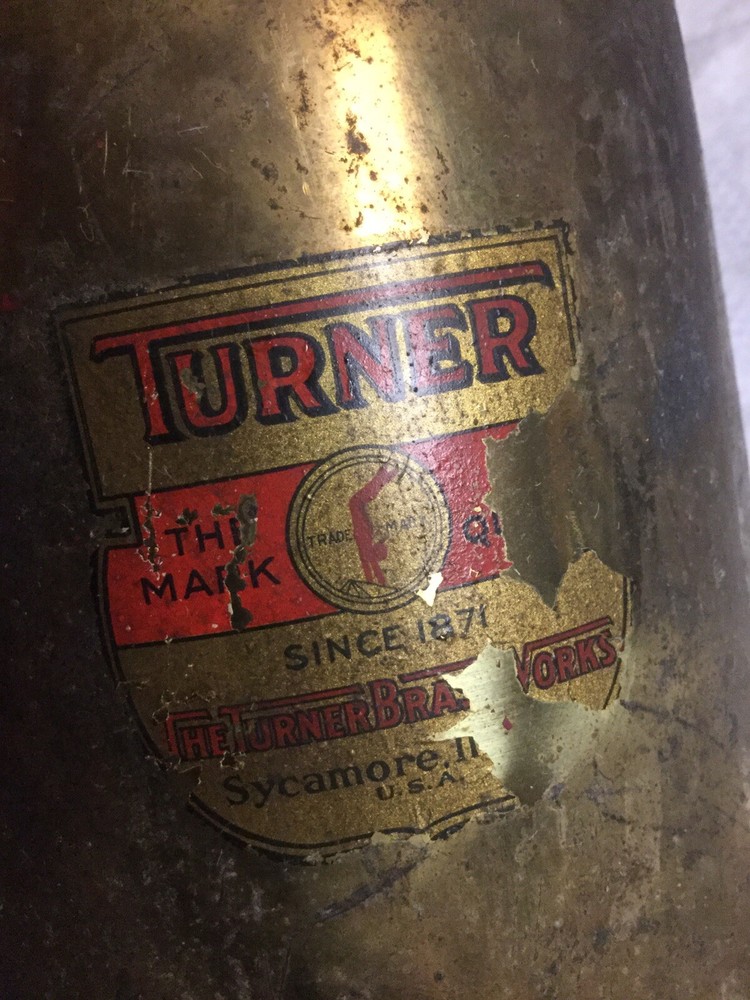 TURNER
TRADE MARK
THE
MARK
SINCE 1871
THE TURNER BRA WORKS
Sycamore, Il
U.S.A.